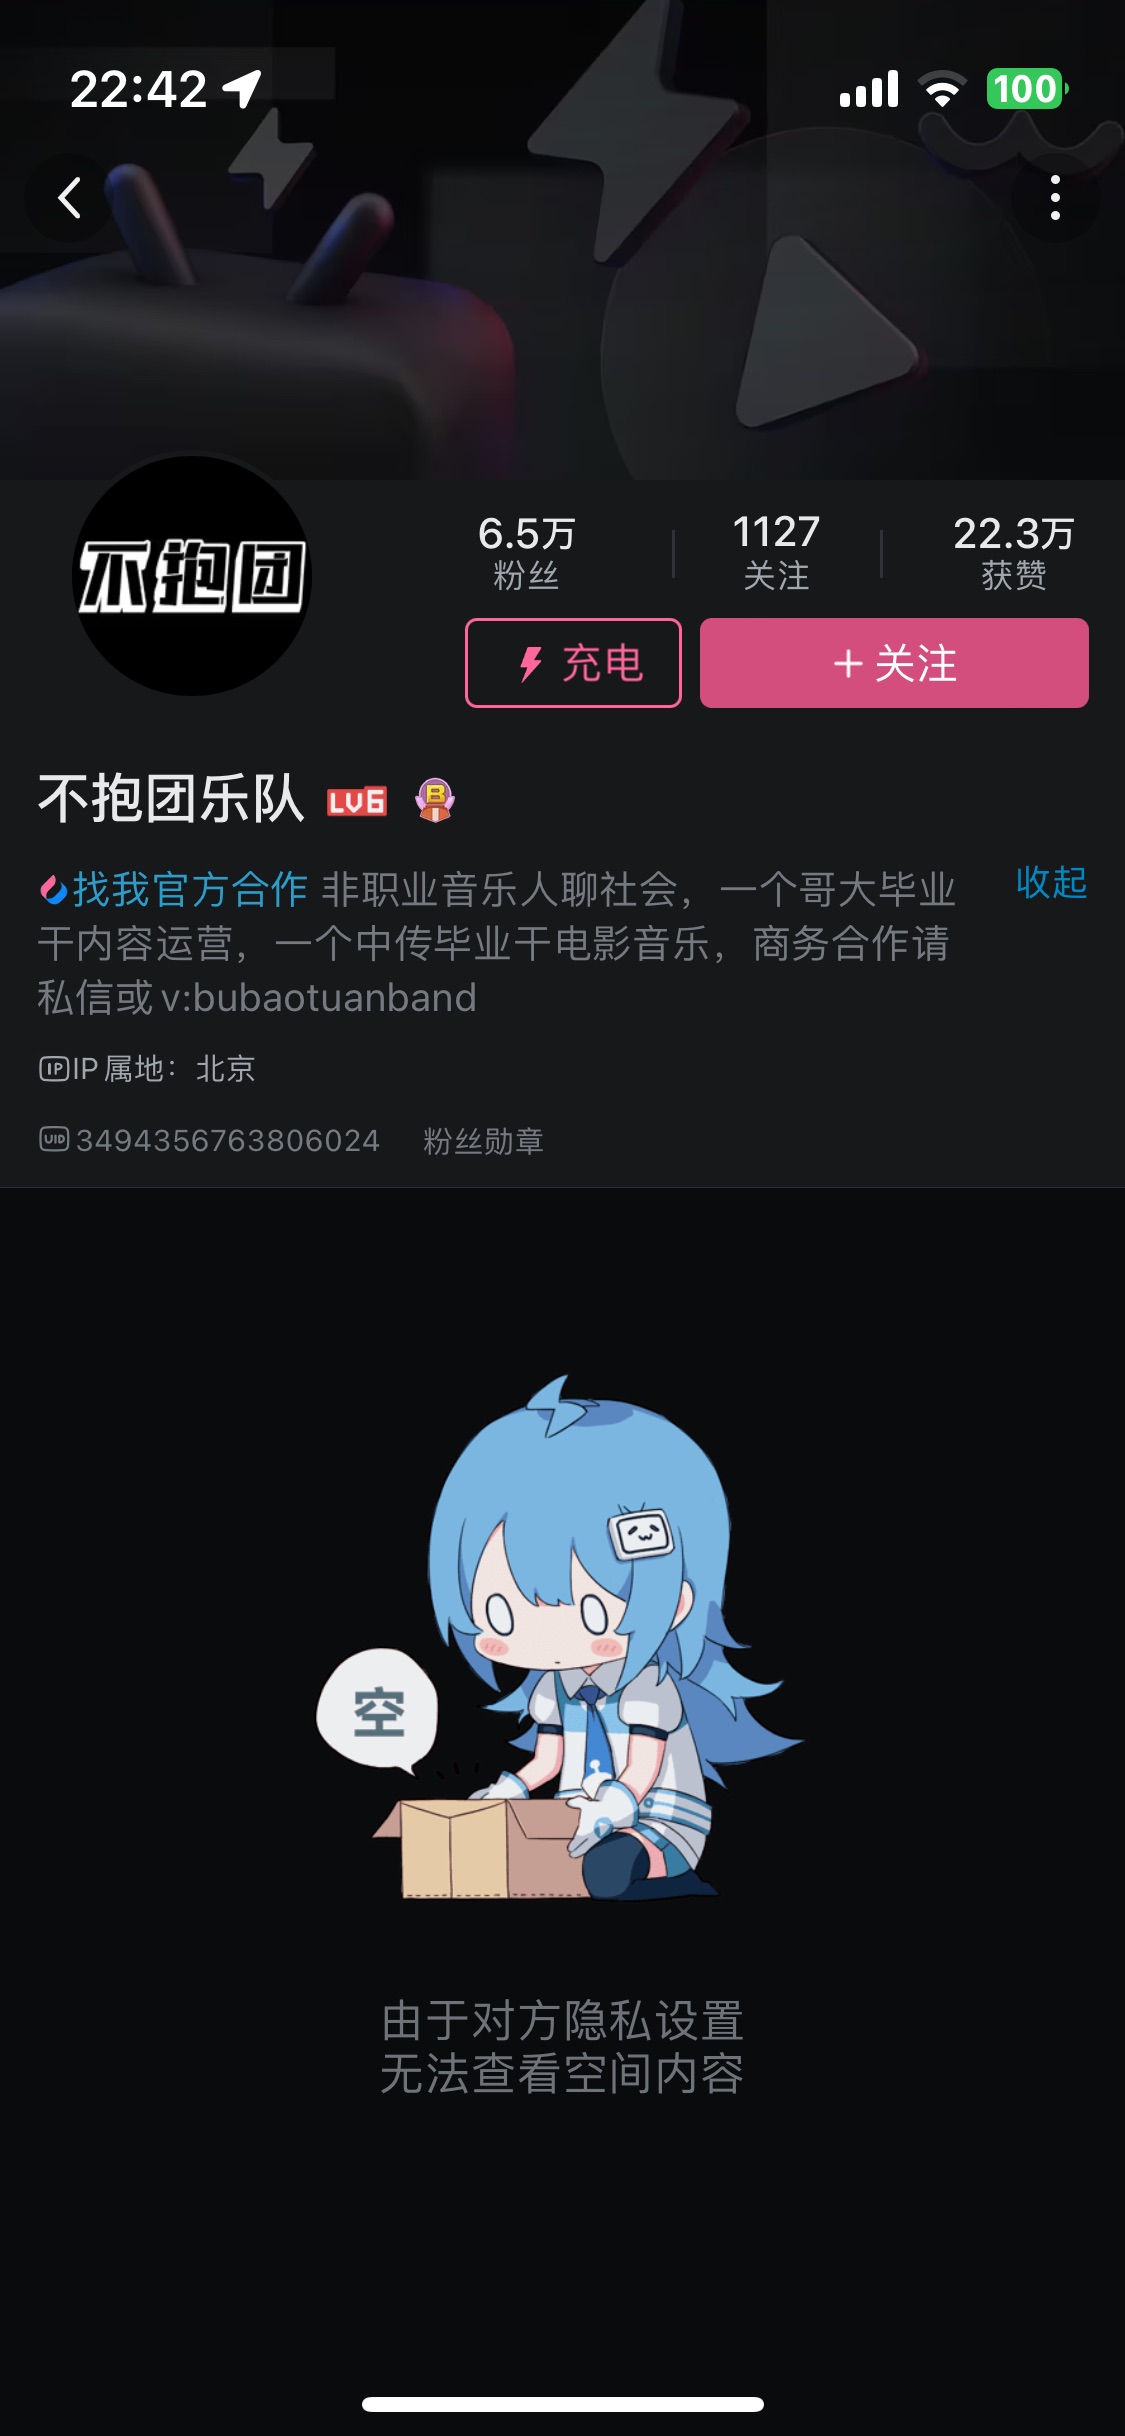 22:42
100
不抱团
6.5万
1127
22.3万
粉丝
关注
获赞
充电
+ 关注
不抱团乐队 LV6 B
找我官方合作 非职业音乐人聊社会，一个哥大毕业
收起
干内容运营，一个中传毕业干电影音乐，商务合作请
私信或 v:bubaotuanband
IP IP 属地：北京
UID 3494356763806024 粉丝勋章
空
由于对方隐私设置
无法查看空间内容